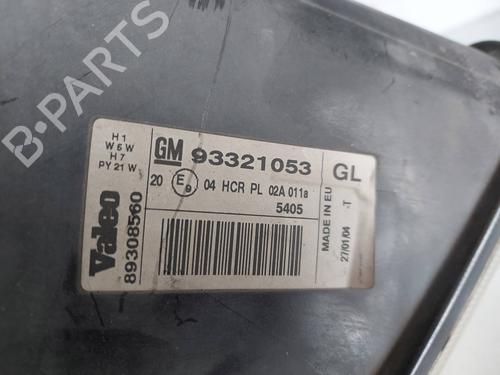 H1
W5W
H7
PY21W
GM 93321053
GL
20 E9 04 HCR PL 02A 011a
5405
Valeo
89308560
MADE IN EU
27/01/04 -T
B-PARTS